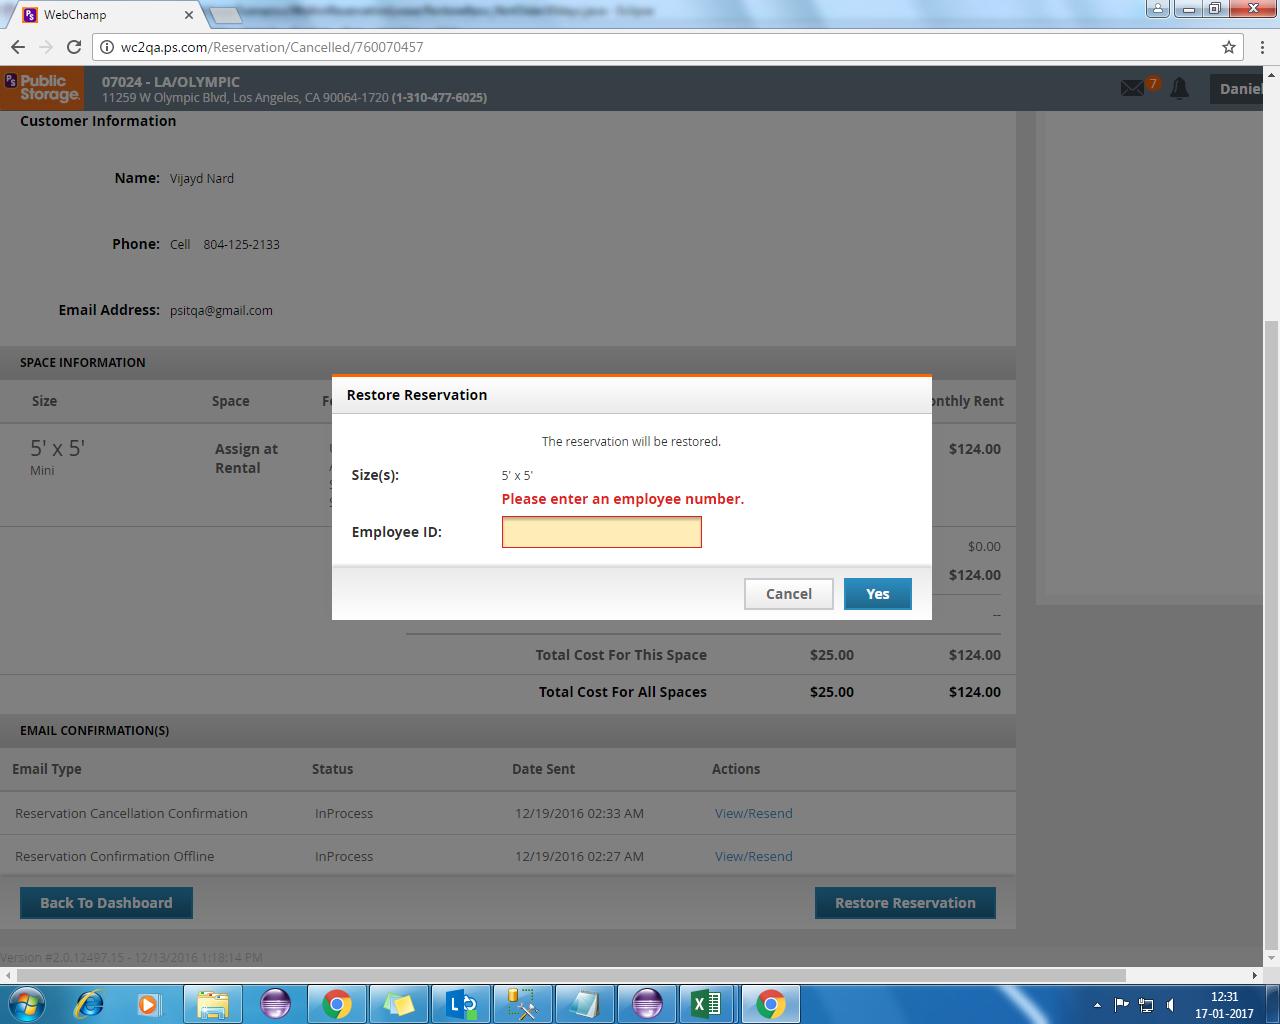 WebChamp
wc2qa.ps.com/Reservation/Cancelled/760070457
Public Storage.
07024 - LA/OLYMPIC
11259 W Olympic Blvd, Los Angeles, CA 90064-1720 (1-310-477-6025)
7
Daniel
Customer Information
Name: Vijayd Nard
Phone: Cell 804-125-2133
Email Address: psitqa@gmail.com
SPACE INFORMATION
Size Space onthly Rent
5' x 5'
Mini
Assign at
Rental
$124.00
Restore Reservation
The reservation will be restored.
Size(s): 5' x 5'
Please enter an employee number.
Employee ID:
Cancel Yes
$0.00
$124.00
--
Total Cost For This Space $25.00 $124.00
Total Cost For All Spaces $25.00 $124.00
EMAIL CONFIRMATION(S)
Email Type Status Date Sent Actions
Reservation Cancellation Confirmation InProcess 12/19/2016 02:33 AM View/Resend
Reservation Confirmation Offline InProcess 12/19/2016 02:27 AM View/Resend
Back To Dashboard Restore Reservation
Version #2.0.12497.15 - 12/13/2016 1:18:14 PM
12:31
17-01-2017